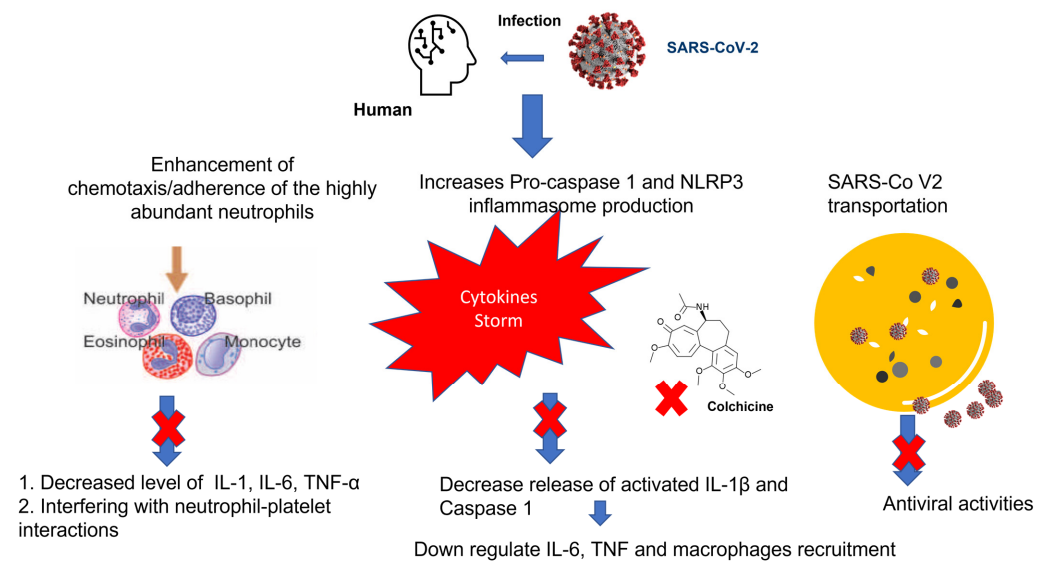 Infection
SARS-CoV-2
Human
Enhancement of
chemotaxis/adherence of the highly
abundant neutrophils
Increases Pro-caspase 1 and NLRP3
inflammasome production
SARS-Co V2
transportation
Neutrophil
Basophil
Eosinophil
Monocyte
Cytokines
Storm
NH
O
O
O
O
O
O
Colchicine
1. Decreased level of  IL-1, IL-6, TNF-α
2. Interfering with neutrophil-platelet
interactions
Decrease release of activated IL-1β and
Caspase 1
Antiviral activities
Down regulate IL-6, TNF and macrophages recruitment